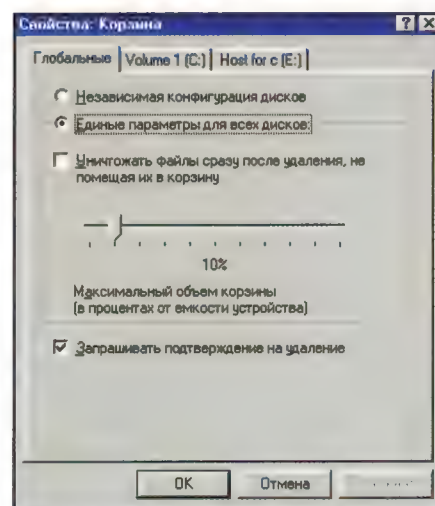 Свойства: Корзина
Глобальные Volume 1 (C:) Host for c (E:)
Независимая конфигурация дисков
Единые параметры для всех дисков:
Уничтожать файлы сразу после удаления, не
помещая их в корзину
10%
Максимальный объем корзины
(в процентах от емкости устройства)
Запрашивать подтверждение на удаление
OK Отмена